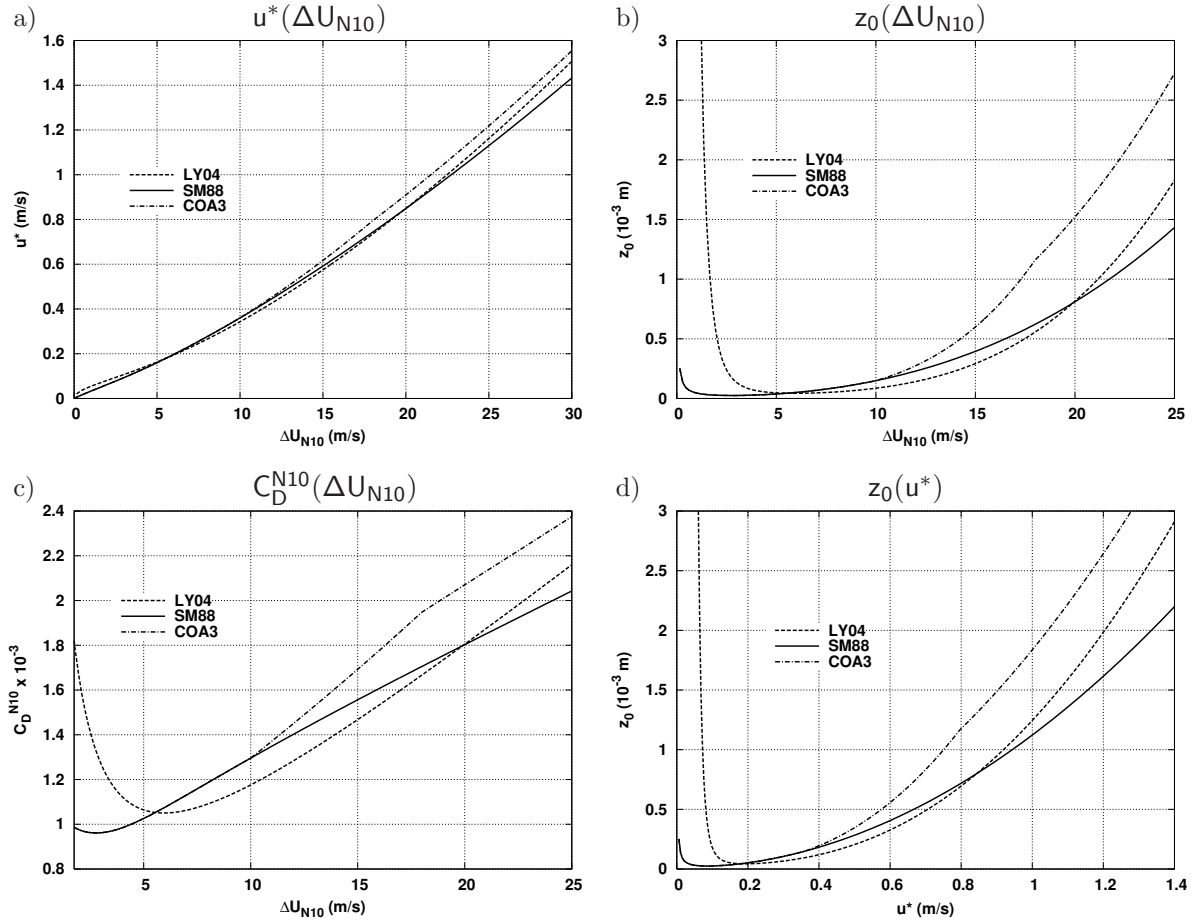 a)
u*(ΔU_N10)
1.6
1.4
1.2
1
0.8
0.6
0.4
0.2
0
u* (m/s)
LY04
SM88
COA3
0 5 10 15 20 25 30
ΔU_N10 (m/s)
b)
z_0(ΔU_N10)
3
2.5
2
1.5
1
0.5
0
z_0 (10^-3 m)
LY04
SM88
COA3
0 5 10 15 20 25
ΔU_N10 (m/s)
c)
C_D^N10(ΔU_N10)
2.4
2.2
2
1.8
1.6
1.4
1.2
1
0.8
C_D^N10 x 10^-3
LY04
SM88
COA3
5 10 15 20 25
ΔU_N10 (m/s)
d)
z_0(u*)
3
2.5
2
1.5
1
0.5
0
z_0 (10^-3 m)
LY04
SM88
COA3
0 0.2 0.4 0.6 0.8 1 1.2 1.4
u* (m/s)